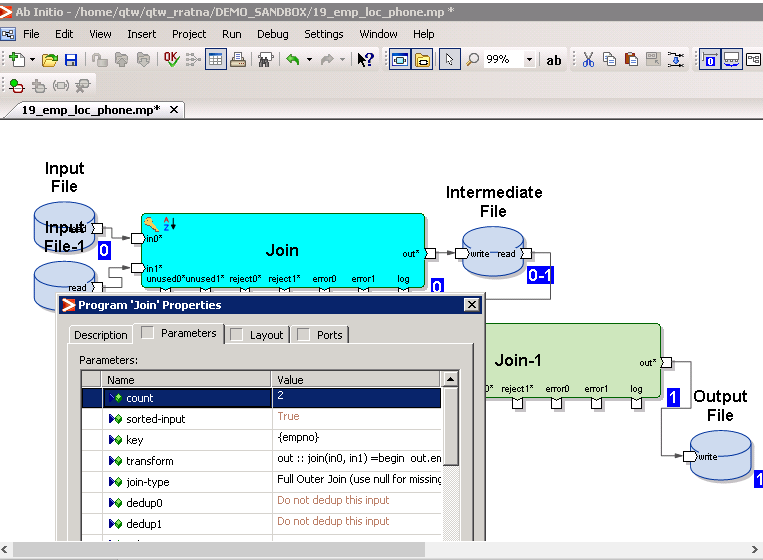 Ab Initio - /home/qtw/qtw_rratna/DEMO_SANDBOX/19_emp_loc_phone.mp *
File Edit View Insert Project Run Debug Settings Window Help
OK 99% ab 0
19_emp_loc_phone.mp* ✕
Input
File
read
0
Input
File-1
read
in0*
in1*
Join
out*
unused0* unused1* reject0* reject1* error0 error1 log
0
Intermediate
File
write read
0-1
Program 'Join' Properties
Description Parameters Layout Ports
Parameters:
Name Value
count 2
sorted-input True
key {empno}
transform out :: join(in0, in1) =begin out.em
join-type Full Outer Join (use null for missing
dedup0 Do not dedup this input
dedup1 Do not dedup this input
Join-1
out*
0* reject1* error0 error1 log
1
Output
File
write
1